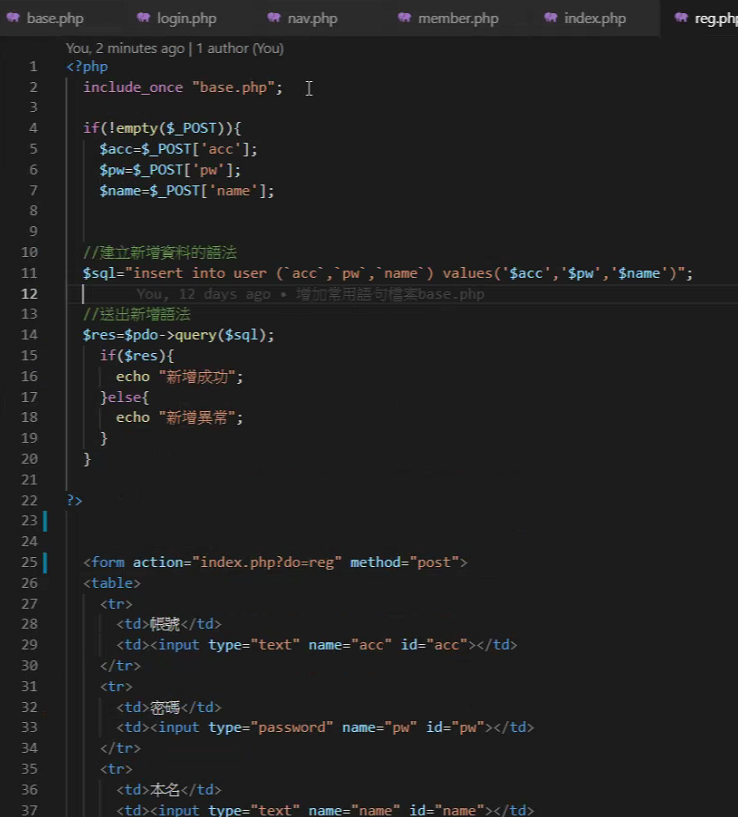 base.php login.php nav.php member.php index.php reg.php
You, 2 minutes ago | 1 author (You)
1 <?php
2 include_once "base.php";
3
4 if(!empty($_POST)){
5 $acc=$_POST['acc'];
6 $pw=$_POST['pw'];
7 $name=$_POST['name'];
8
9
10 //建立新增資料的語法
11 $sql="insert into user (`acc`,`pw`,`name`) values('$acc','$pw','$name')";
12 You, 12 days ago • 增加常用語句檔案base.php
13 //送出新增語法
14 $res=$pdo->query($sql);
15 if($res){
16 echo "新增成功";
17 }else{
18 echo "新增異常";
19 }
20 }
21
22 ?>
23
24
25 <form action="index.php?do=reg" method="post">
26 <table>
27 <tr>
28 <td>帳號</td>
29 <td><input type="text" name="acc" id="acc"></td>
30 </tr>
31 <tr>
32 <td>密碼</td>
33 <td><input type="password" name="pw" id="pw"></td>
34 </tr>
35 <tr>
36 <td>本名</td>
37 <td><input type="text" name="name" id="name"></td>